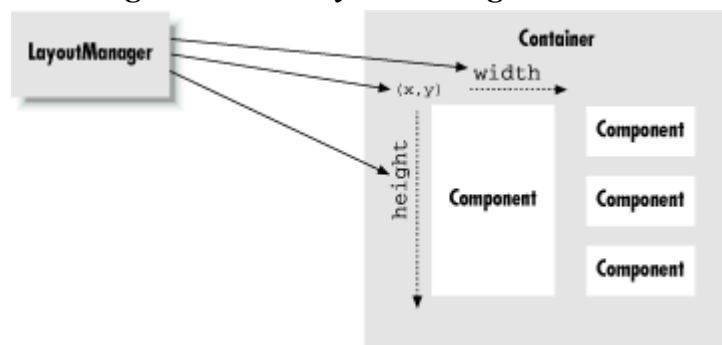 LayoutManager
Container
width
(x,y)
height
Component
Component
Component
Component